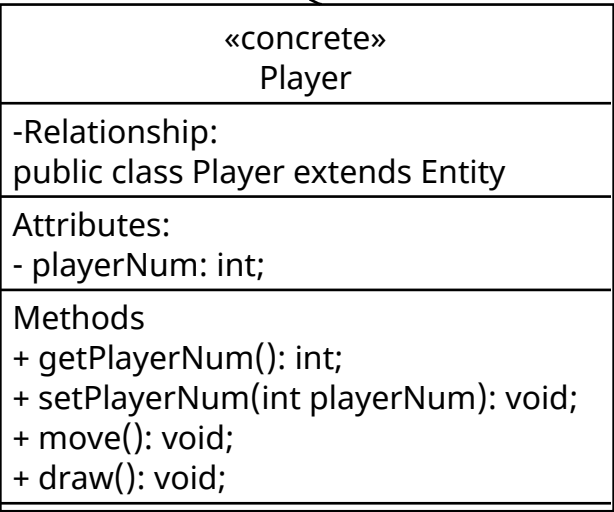 «concrete»
Player
-Relationship:
public class Player extends Entity
Attributes:
- playerNum: int;
Methods
+ getPlayerNum(): int;
+ setPlayerNum(int playerNum): void;
+ move(): void;
+ draw(): void;